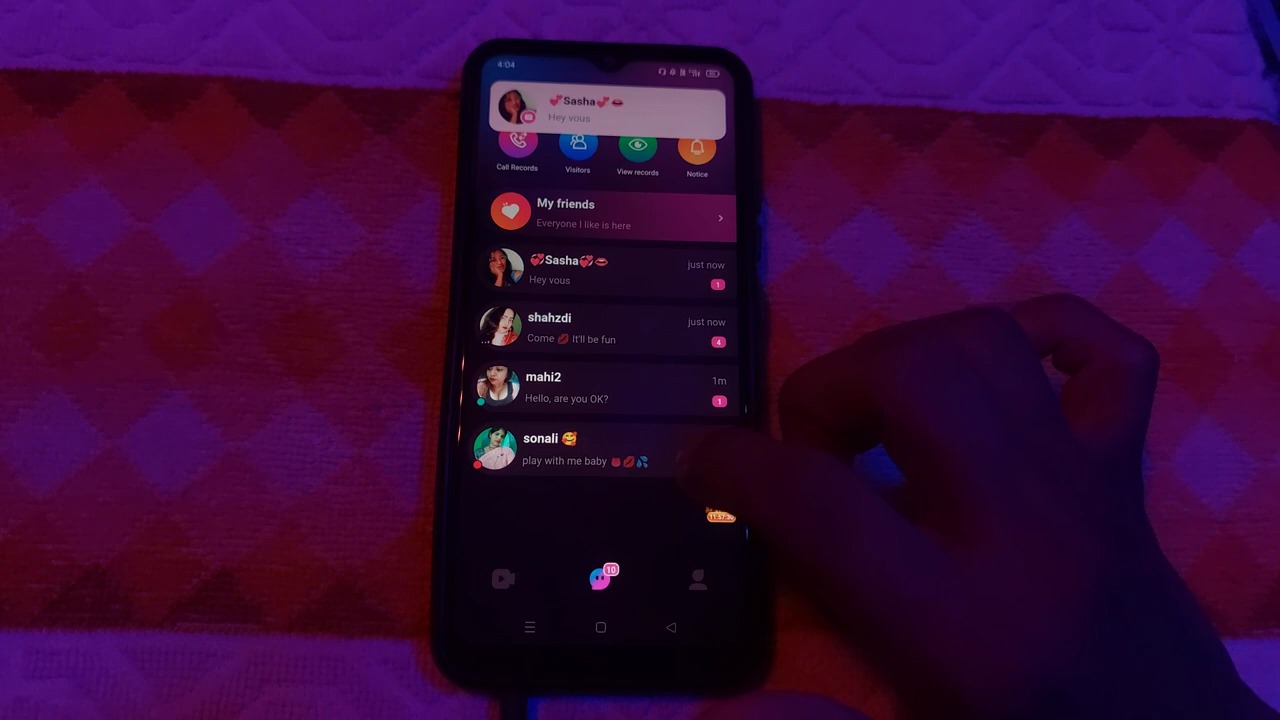 4:04
💞Sasha💞👄
Hey vous
Call Records
Visitors
View records
Notice
My friends
Everyone I like is here
💞Sasha💞👄
just now
Hey vous
1
shahzdi
just now
Come 💋 It'll be fun
4
mahi2
1m
Hello, are you OK?
1
sonali 🥰
play with me baby 👅💋💦
10